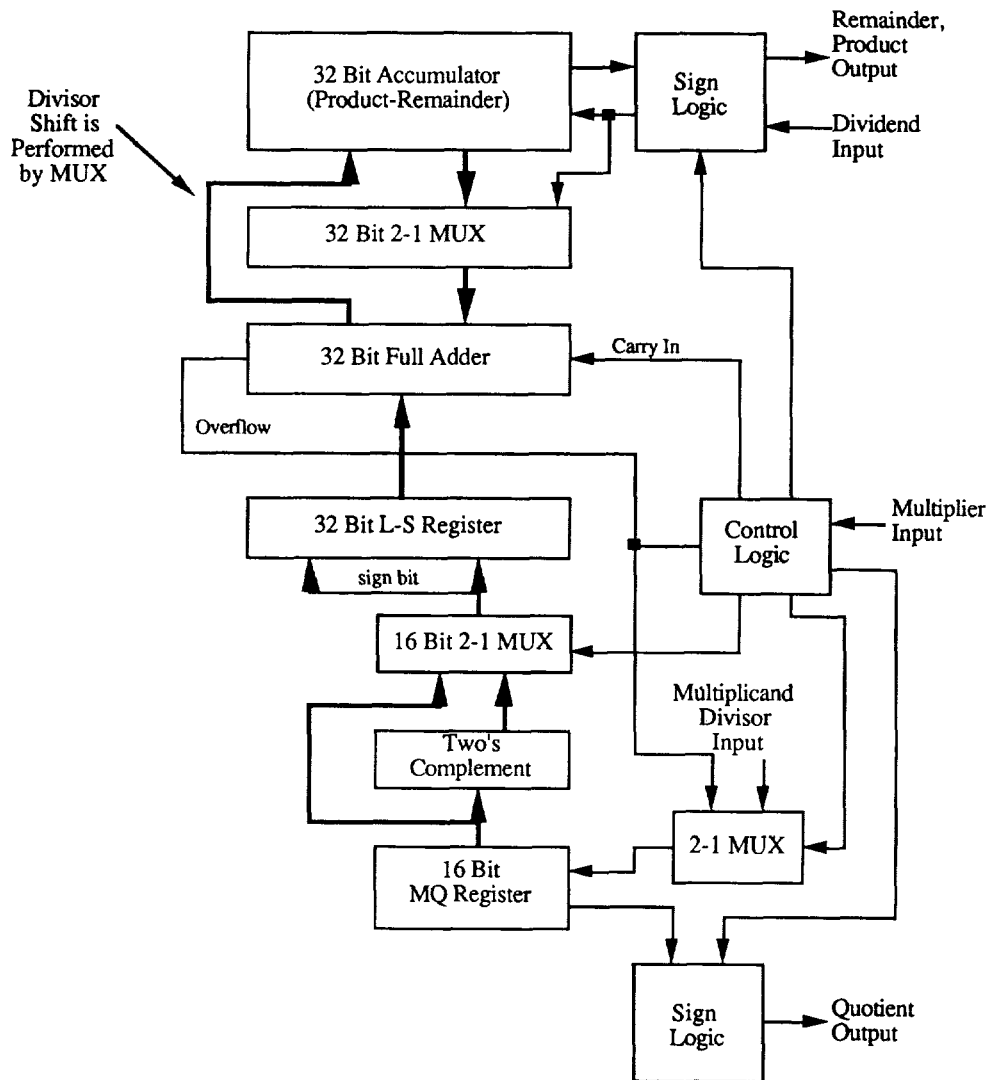 Remainder,
Product
Output
32 Bit Accumulator
(Product-Remainder)
Sign
Logic
Divisor
Shift is
Performed
by MUX
Dividend
Input
32 Bit 2-1 MUX
32 Bit Full Adder
Carry In
Overflow
32 Bit L-S Register
Control
Logic
Multiplier
Input
sign bit
16 Bit 2-1 MUX
Multiplicand
Divisor
Input
Two's
Complement
2-1 MUX
16 Bit
MQ Register
Sign
Logic
Quotient
Output